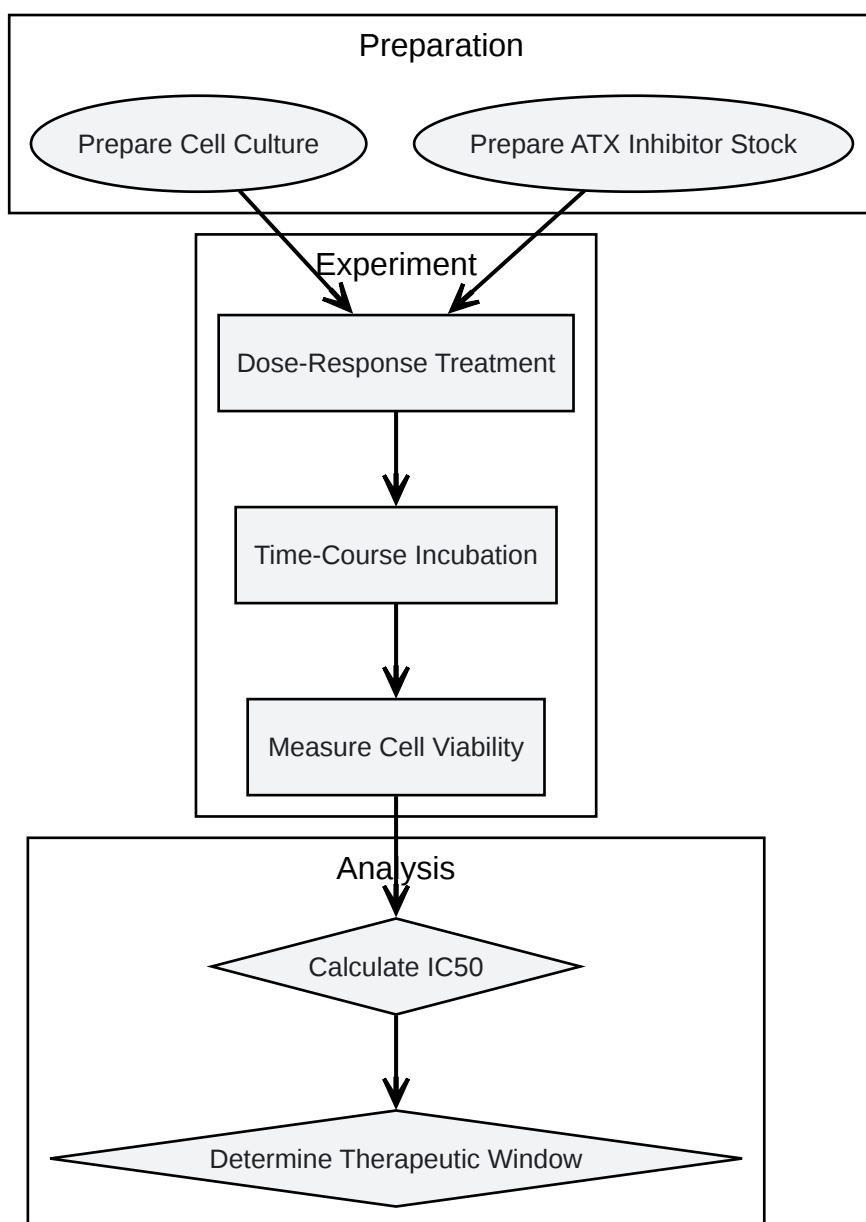 Preparation
Prepare Cell Culture
Prepare ATX Inhibitor Stock
Experiment
Dose-Response Treatment
Time-Course Incubation
Measure Cell Viability
Analysis
Calculate IC50
Determine Therapeutic Window